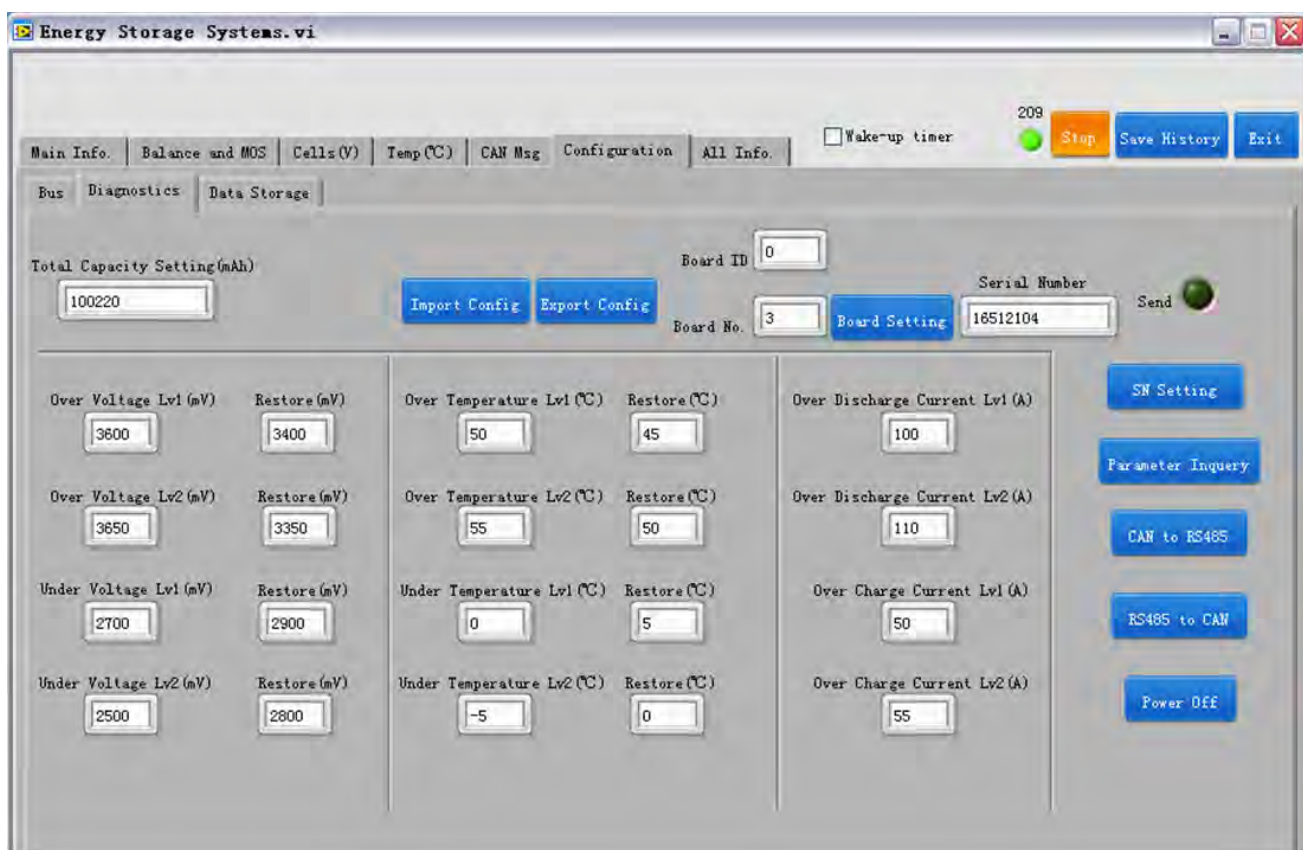 Energy Storage Systems.vi
209
Wake-up timer
Stop
Save History
Exit
Main Info.
Balance and MOS
Cells(V)
Temp(℃)
CAN Msg
Configuration
All Info.
Bus
Diagnostics
Data Storage
Total Capacity Setting(mAh)
100220
Import Config
Export Config
Board ID
0
Board No.
3
Board Setting
Serial Number
16512104
Send
Over Voltage Lv1(mV)
Restore(mV)
3600
3400
Over Voltage Lv2(mV)
Restore(mV)
3650
3350
Under Voltage Lv1(mV)
Restore(mV)
2700
2900
Under Voltage Lv2(mV)
Restore(mV)
2500
2800
Over Temperature Lv1(℃)
Restore(℃)
50
45
Over Temperature Lv2(℃)
Restore(℃)
55
50
Under Temperature Lv1(℃)
Restore(℃)
0
5
Under Temperature Lv2(℃)
Restore(℃)
-5
0
Over Discharge Current Lv1(A)
100
Over Discharge Current Lv2(A)
110
Over Charge Current Lv1(A)
50
Over Charge Current Lv2(A)
55
SN Setting
Parameter Inquery
CAN to RS485
RS485 to CAN
Power Off